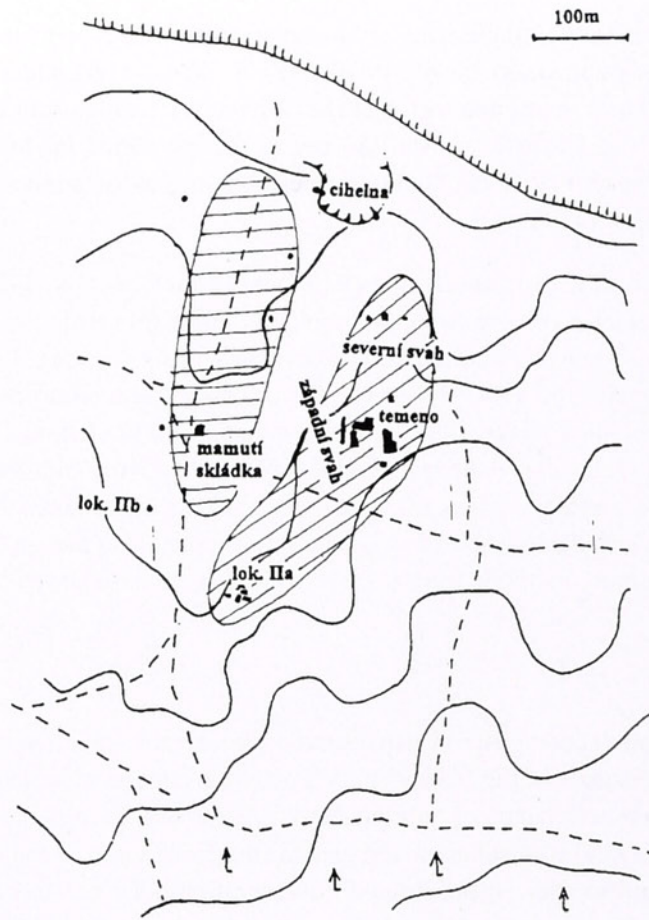 100m
cihelna
severní svah
západní svah
temeno
mamutí
skládka
lok. IIb
lok. IIa